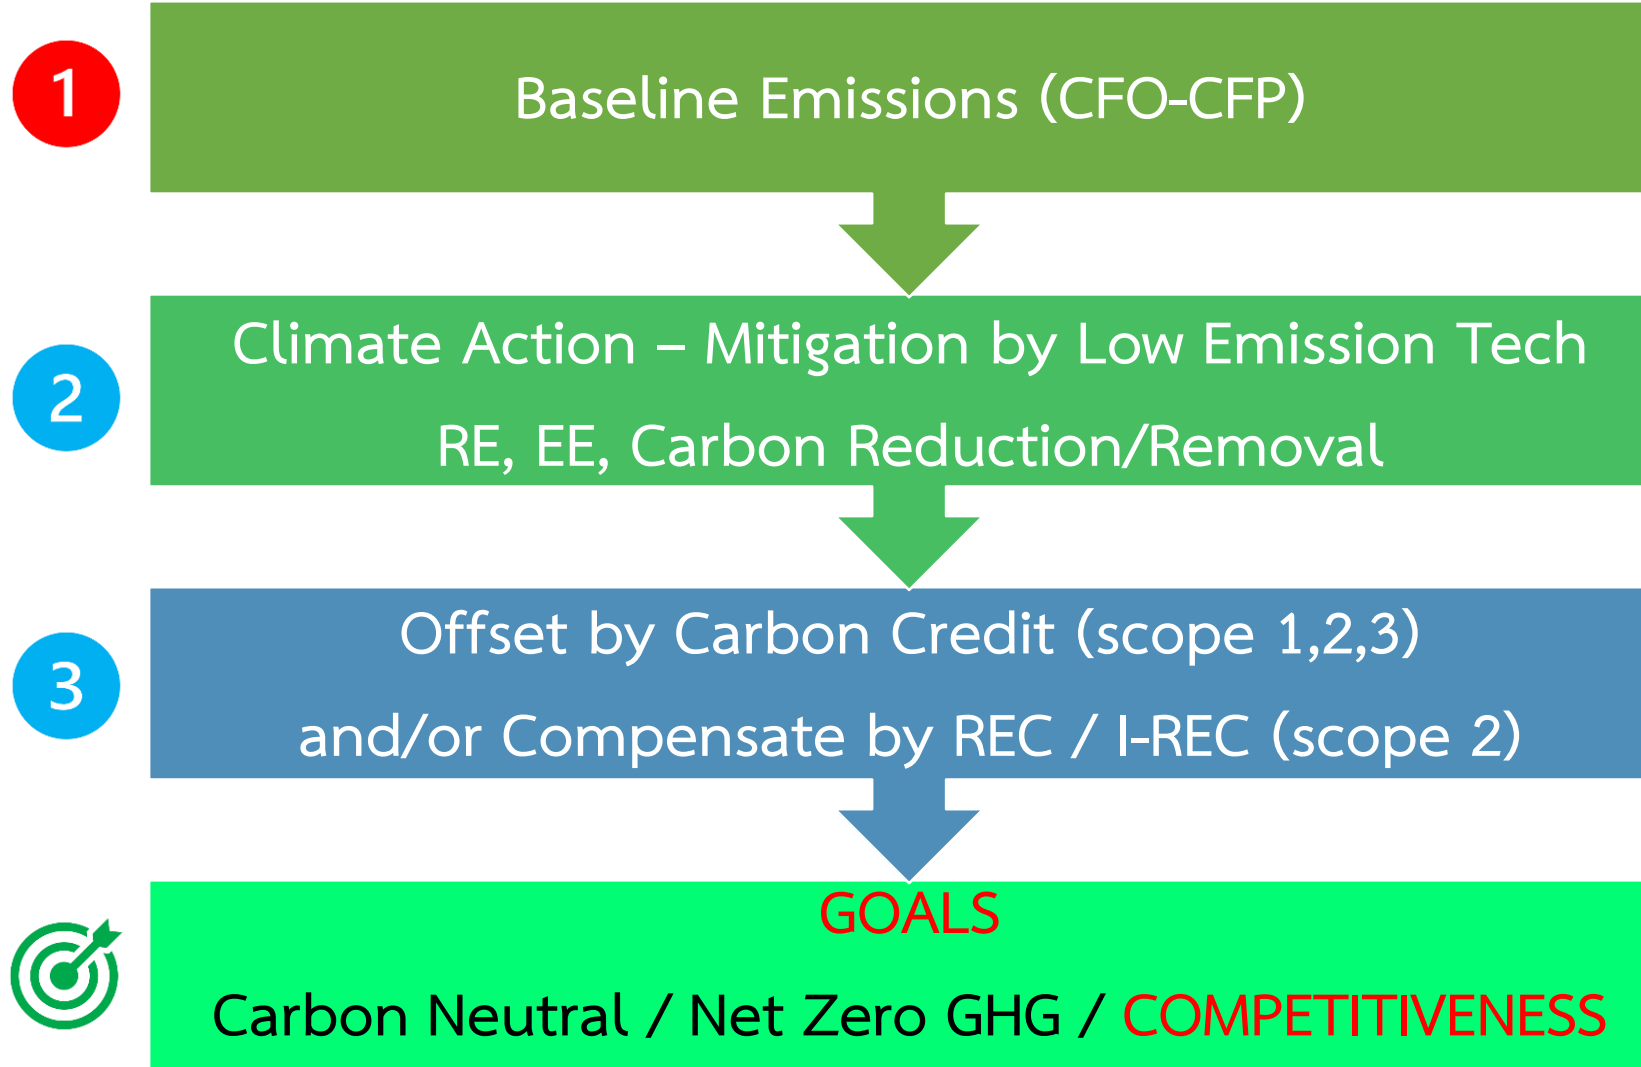 1
Baseline Emissions (CFO-CFP)
2
Climate Action – Mitigation by Low Emission Tech
RE, EE, Carbon Reduction/Removal
3
Offset by Carbon Credit (scope 1,2,3)
and/or Compensate by REC / I-REC (scope 2)
GOALS
Carbon Neutral / Net Zero GHG / COMPETITIVENESS